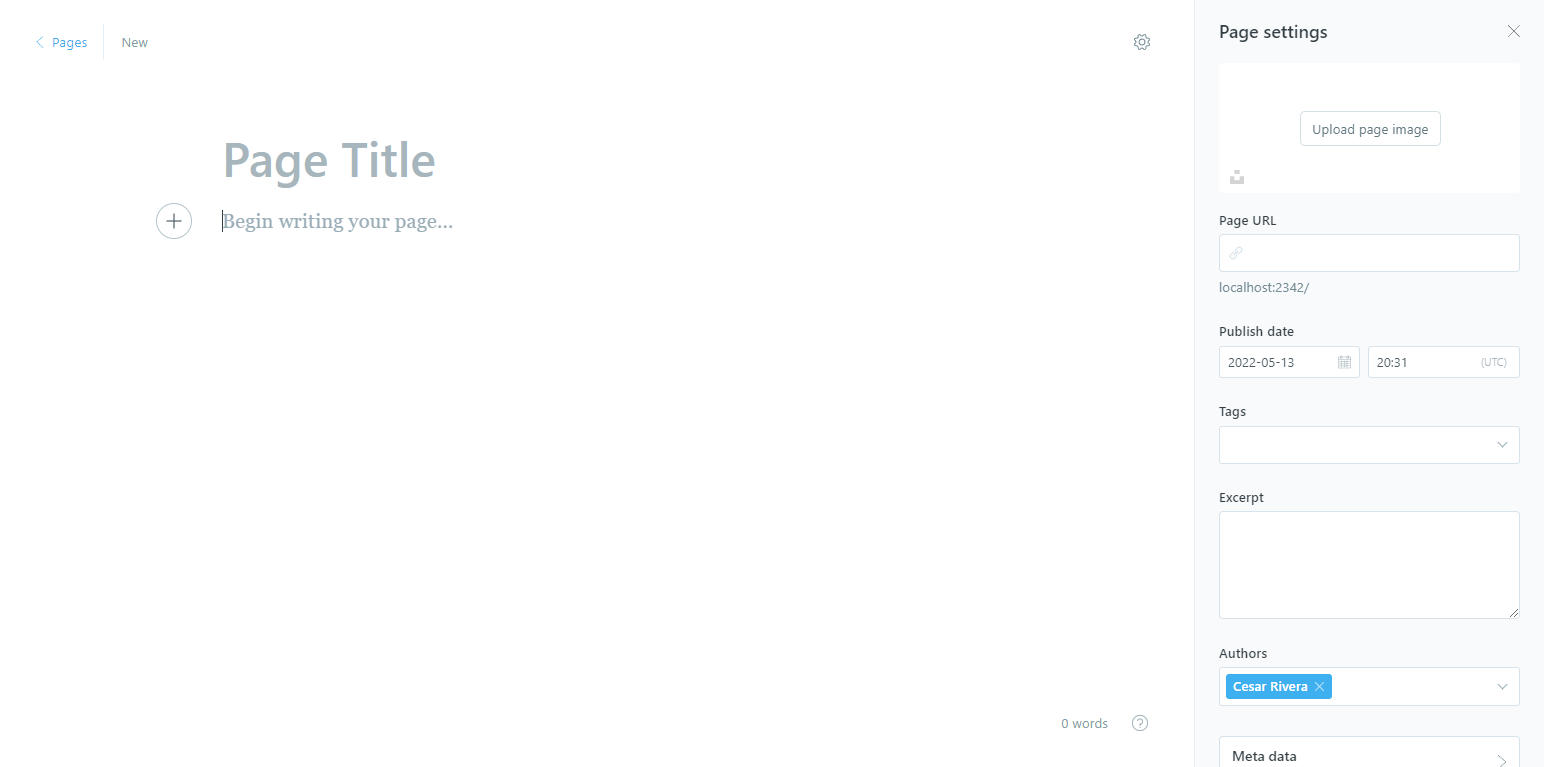 Pages
New
Page Title
Begin writing your page...
0 words
Page settings
Upload page image
Page URL
localhost:2342/
Publish date
2022-05-13
20:31 (UTC)
Tags
Excerpt
Authors
Cesar Rivera
Meta data